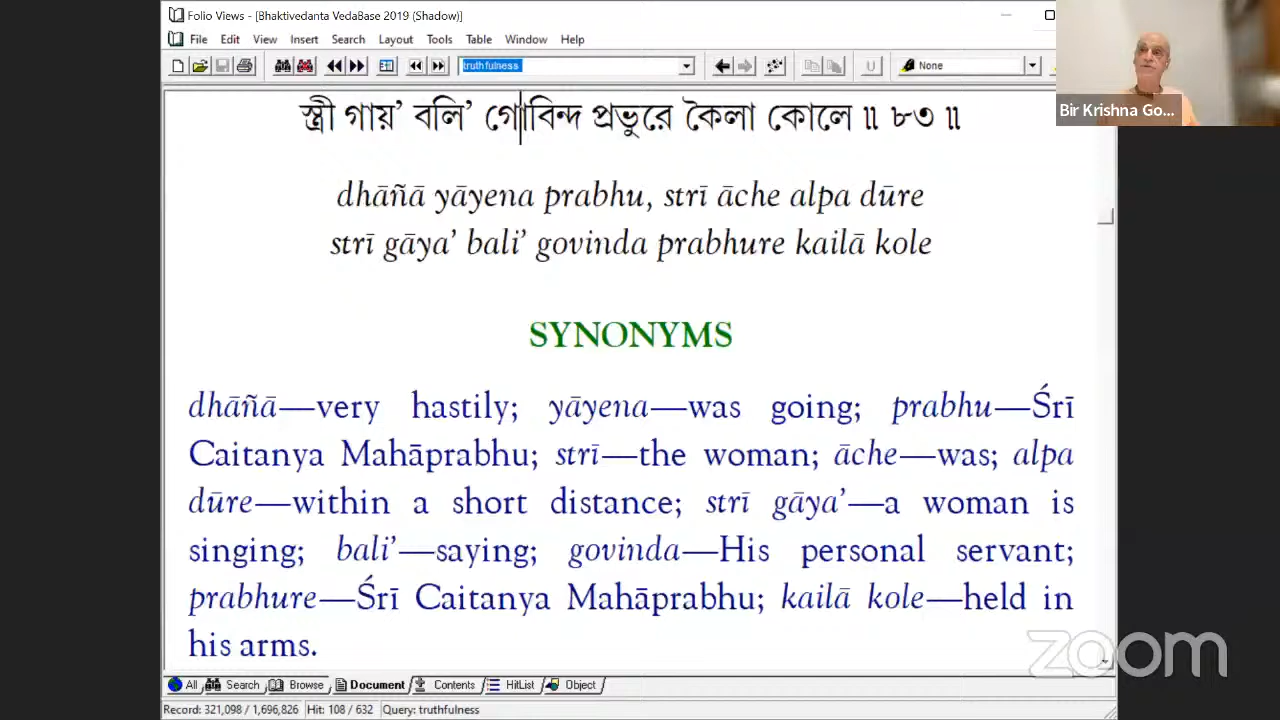 Folio Views - [Bhaktivedanta VedaBase 2019 (Shadow)]
File Edit View Insert Search Layout Tools Table Window Help
truthfulness
None
U
Bir Krishna Go...
স্ত্রী গায়’ বলি’ গোবিন্দ প্রভুরে কৈলা কোলে ॥ ৮৩ ॥
dhāñā yāyena prabhu, strī āche alpa dūre
strī gāya’ bali’ govinda prabhure kailā kole
SYNONYMS
dhāñā—very hastily; yāyena—was going; prabhu—Śrī
Caitanya Mahāprabhu; strī—the woman; āche—was; alpa
dūre—within a short distance; strī gāya’—a woman is
singing; bali’—saying; govinda—His personal servant;
prabhure—Śrī Caitanya Mahāprabhu; kailā kole—held in
his arms.
zoom
All Search Browse Document Contents HitList Object
Record: 321,098 / 1,696,826 Hit: 108 / 632 Query: truthfulness